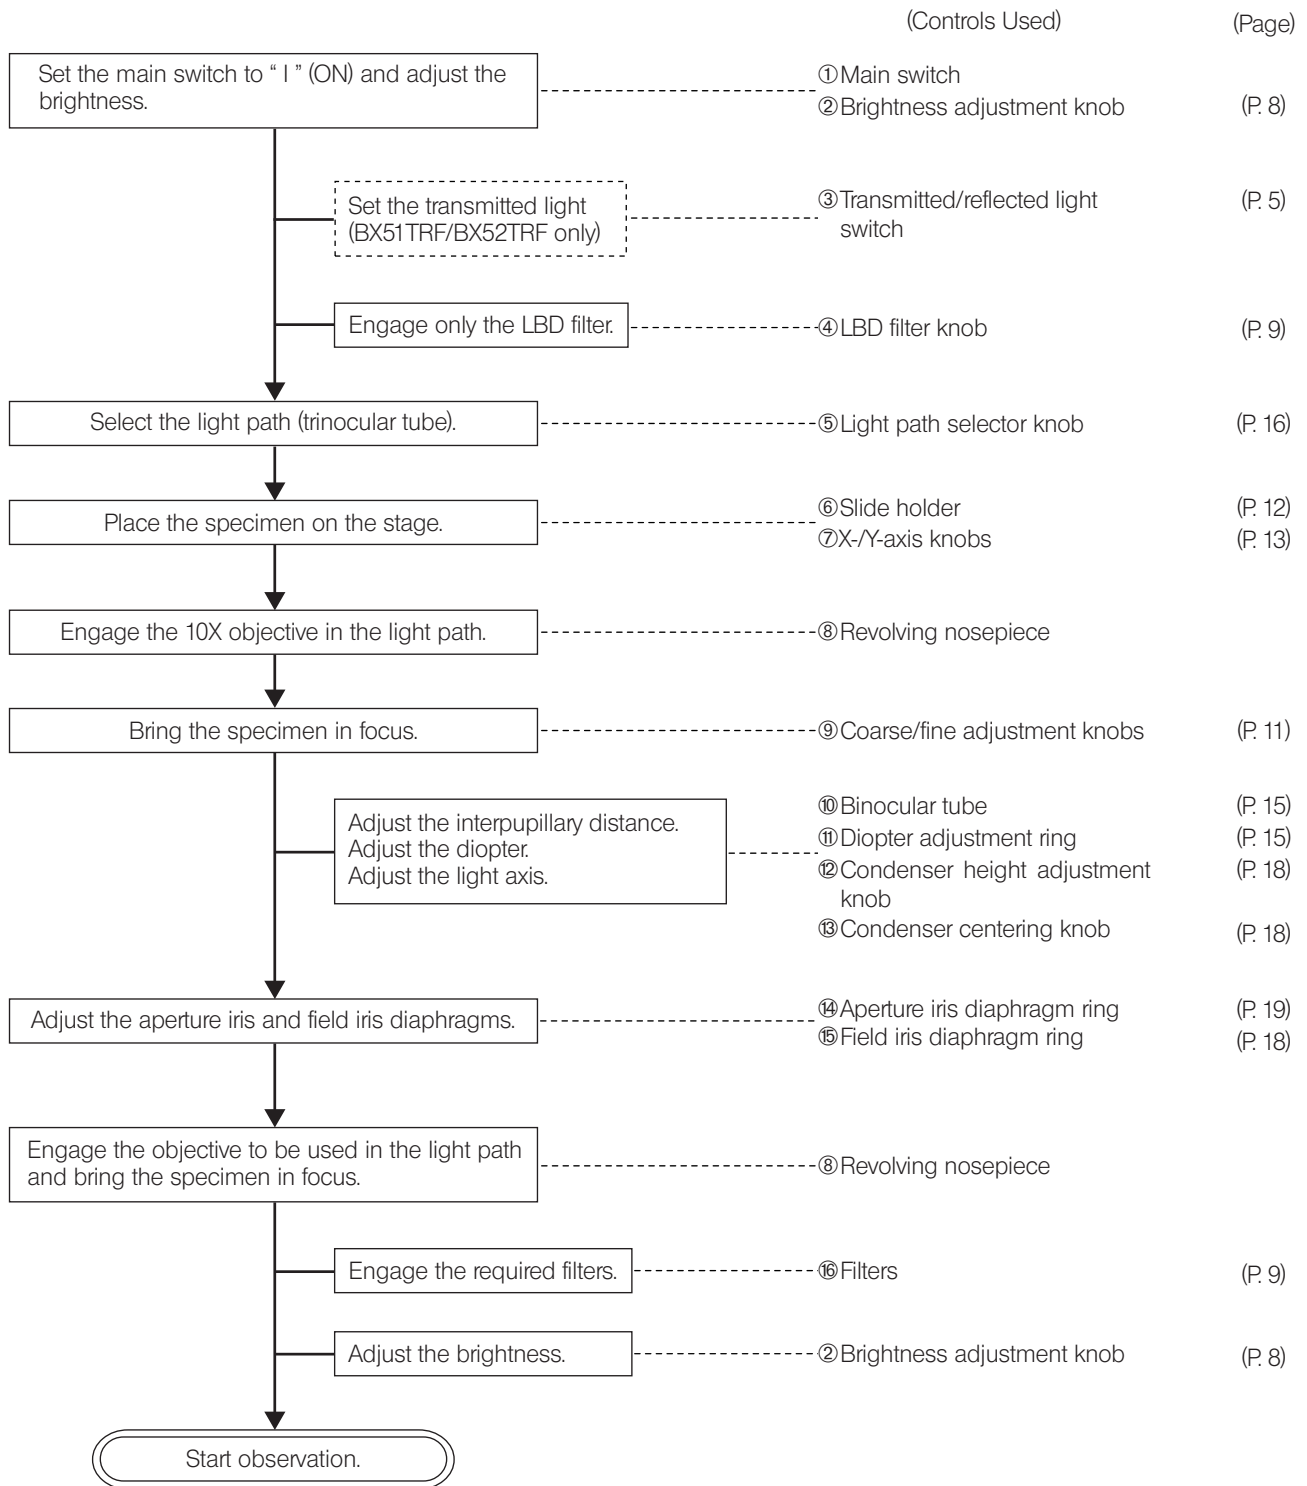 (Controls Used) (Page)
Set the main switch to “ I ” (ON) and adjust the
brightness.
①Main switch
②Brightness adjustment knob (P. 8)
Set the transmitted light
(BX51TRF/BX52TRF only)
③Transmitted/reflected light (P. 5)
switch
Engage only the LBD filter.
④LBD filter knob (P. 9)
Select the light path (trinocular tube).
⑤Light path selector knob (P. 16)
Place the specimen on the stage.
⑥Slide holder (P. 12)
⑦X-/Y-axis knobs (P. 13)
Engage the 10X objective in the light path.
⑧Revolving nosepiece
Bring the specimen in focus.
⑨Coarse/fine adjustment knobs (P. 11)
Adjust the interpupillary distance.
Adjust the diopter.
Adjust the light axis.
⑩Binocular tube (P. 15)
⑪Diopter adjustment ring (P. 15)
⑫Condenser height adjustment (P. 18)
knob
⑬Condenser centering knob (P. 18)
Adjust the aperture iris and field iris diaphragms.
⑭Aperture iris diaphragm ring (P. 19)
⑮Field iris diaphragm ring (P. 18)
Engage the objective to be used in the light path
and bring the specimen in focus.
⑧Revolving nosepiece
Engage the required filters.
⑯Filters (P. 9)
Adjust the brightness.
②Brightness adjustment knob (P. 8)
Start observation.